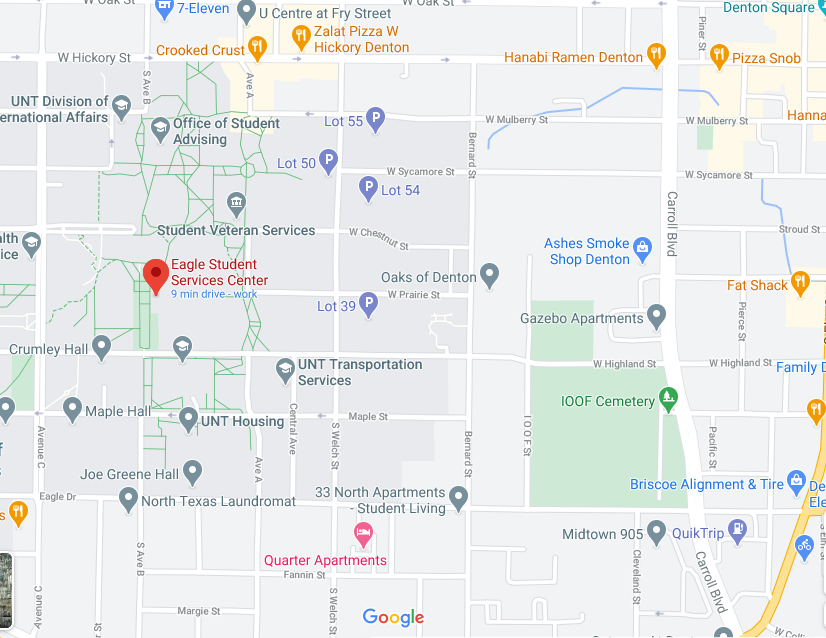 W Oak St
W Oak St
7-Eleven
U Centre at Fry Street
Denton Square
Zalat Pizza W
Hickory Denton
Piner St
Crooked Crust
W Hickory St
Hanabi Ramen Denton
Pizza Snob
S Ave B
Ave A
UNT Division of
ernational Affairs
Office of Student
Advising
Lot 55
W Mulberry St
W Mulberry St
Hanna
Bernard St
Lot 50
W Sycamore St
W Sycamore St
Lot 54
Carroll Blvd
Student Veteran Services
W Chestnut St
Stroud St
alth
ice
Ashes Smoke
Shop Denton
Eagle Student
Services Center
9 min drive - work
Oaks of Denton
Fat Shack
W Prairie St
Lot 39
Gazebo Apartments
Pierce St
Crumley Hall
UNT Transportation
Services
W Highland St
W Highland St
Family D
IOOF Cemetery
Maple Hall
UNT Housing
Central Ave
Maple St
S Welch St
Avenue C
Ave A
Bernard St
I O O F St
Pacific St
Joe Greene Hall
Briscoe Alignment & Tire
De
Ele
Eagle Dr
North Texas Laundromat
33 North Apartments
- Student Living
s
Midtown 905
QuikTrip
S Elm St
Quarter Apartments
Fannin St
S Ave B
Avenue C
S Welch St
Cleveland St
Carroll Blvd
Margie St
Google
W Colli